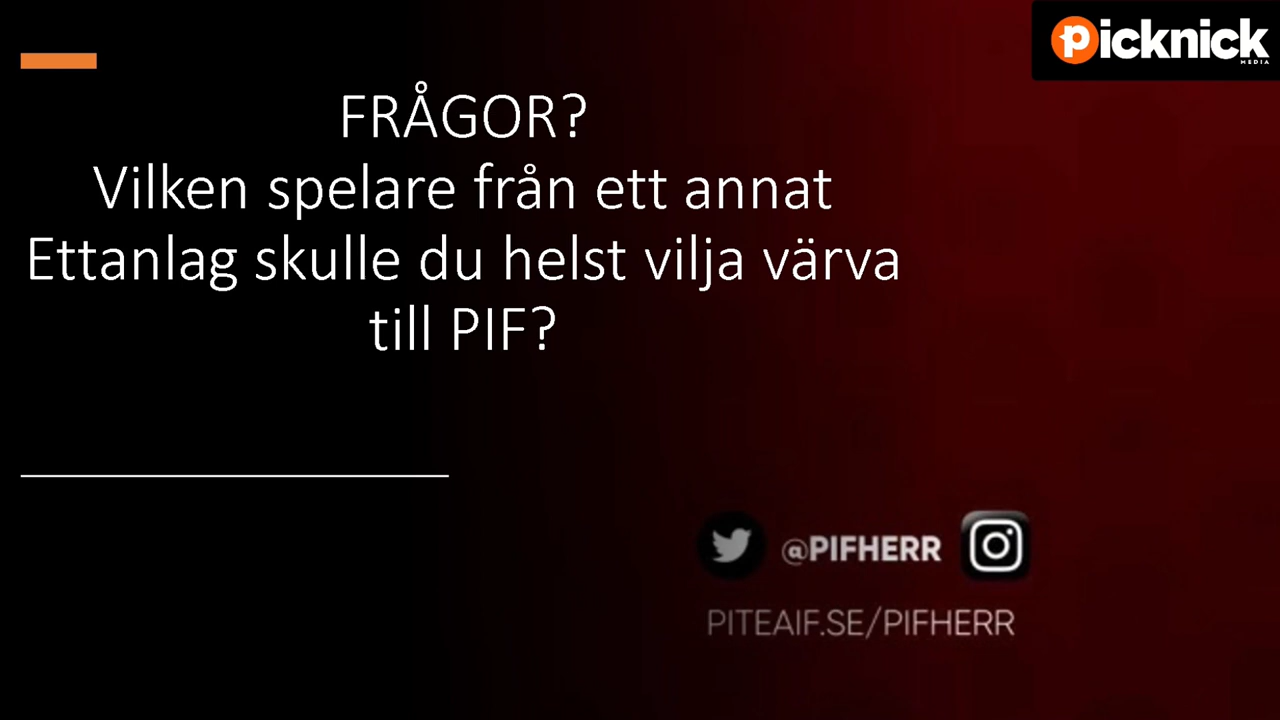 picknick
MEDIA
FRÅGOR?
Vilken spelare från ett annat
Ettanlag skulle du helst vilja värva
till PIF?
@PIFHERR
PITEAIF.SE/PIFHERR